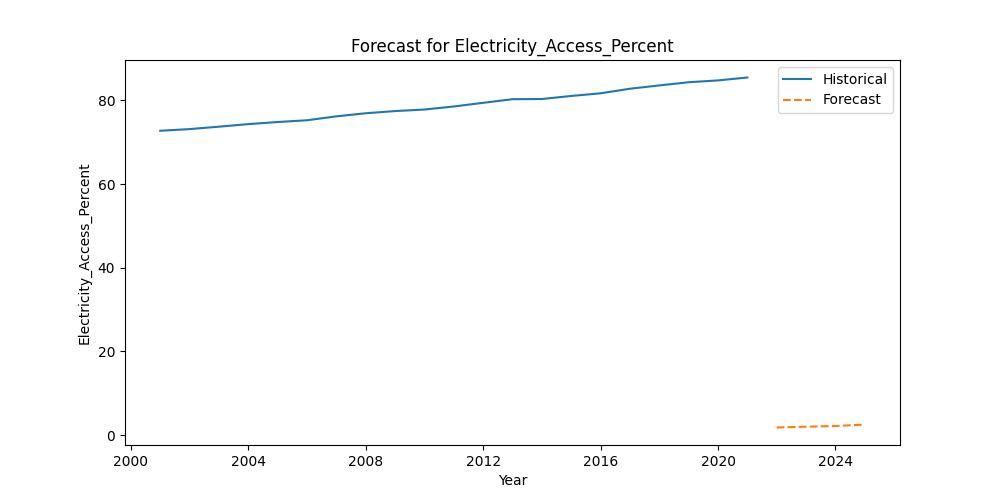 Forecast for Electricity_Access_Percent
Historical
Forecast
Electricity_Access_Percent
80
60
40
20
0
2000 2004 2008 2012 2016 2020 2024
Year